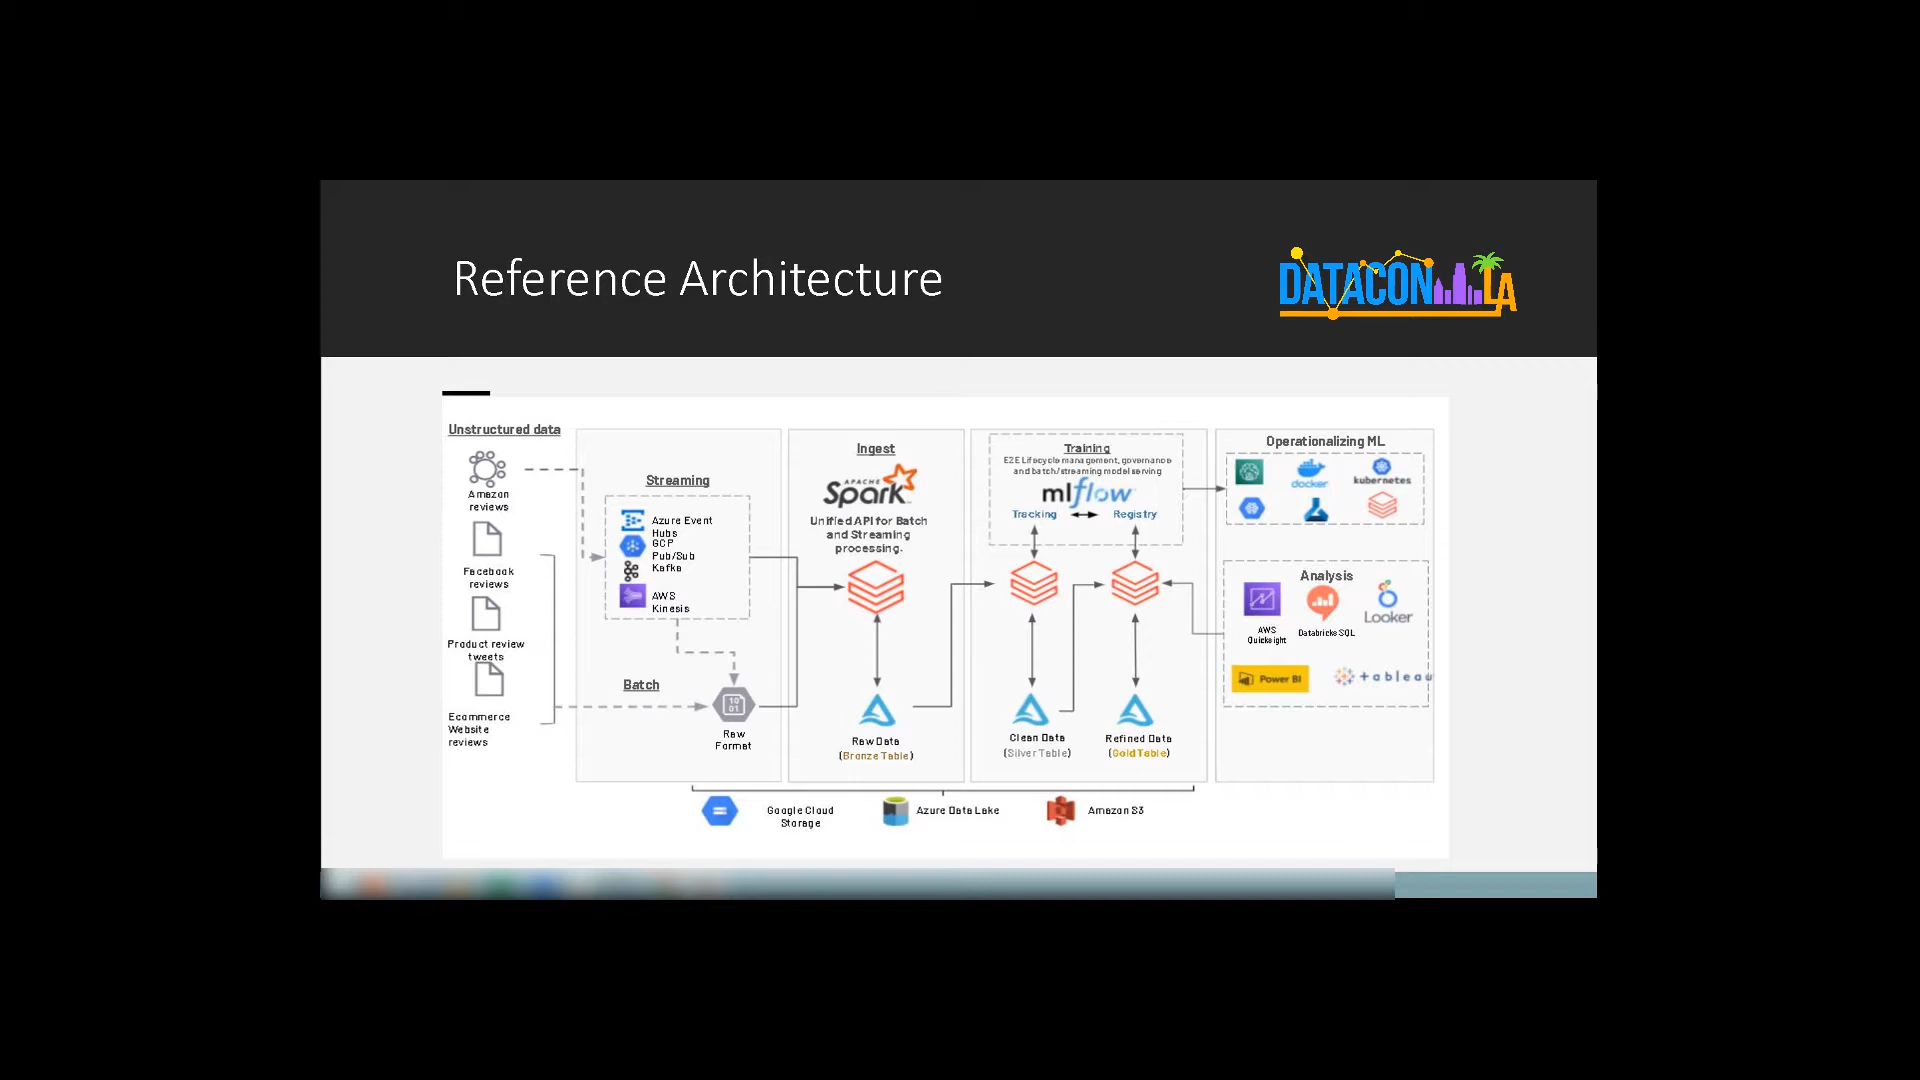 Reference Architecture
DATACON LA
Unstructured data
Amazon
reviews
Facebook
reviews
Product review
tweets
Ecommerce
Website
reviews
Streaming
Azure Event
Hubs
GCP
Pub/Sub
Kafka
AWS
Kinesis
Batch
10
01
Raw
Format
Ingest
APACHE
Spark
Unified API for Batch
and Streaming
processing.
Raw Data
(Bronze Table)
Training
E2E Lifecycle management, governance
and batch/streaming model serving
mlflow
Tracking
Registry
Clean Data
(Silver Table)
Refined Data
(Gold Table)
Operationalizing ML
docker
kubernetes
Analysis
AWS
Quicksight
Databricks SQL
Looker
Power BI
+ableau
Google Cloud
Storage
Azure Data Lake
Amazon S3